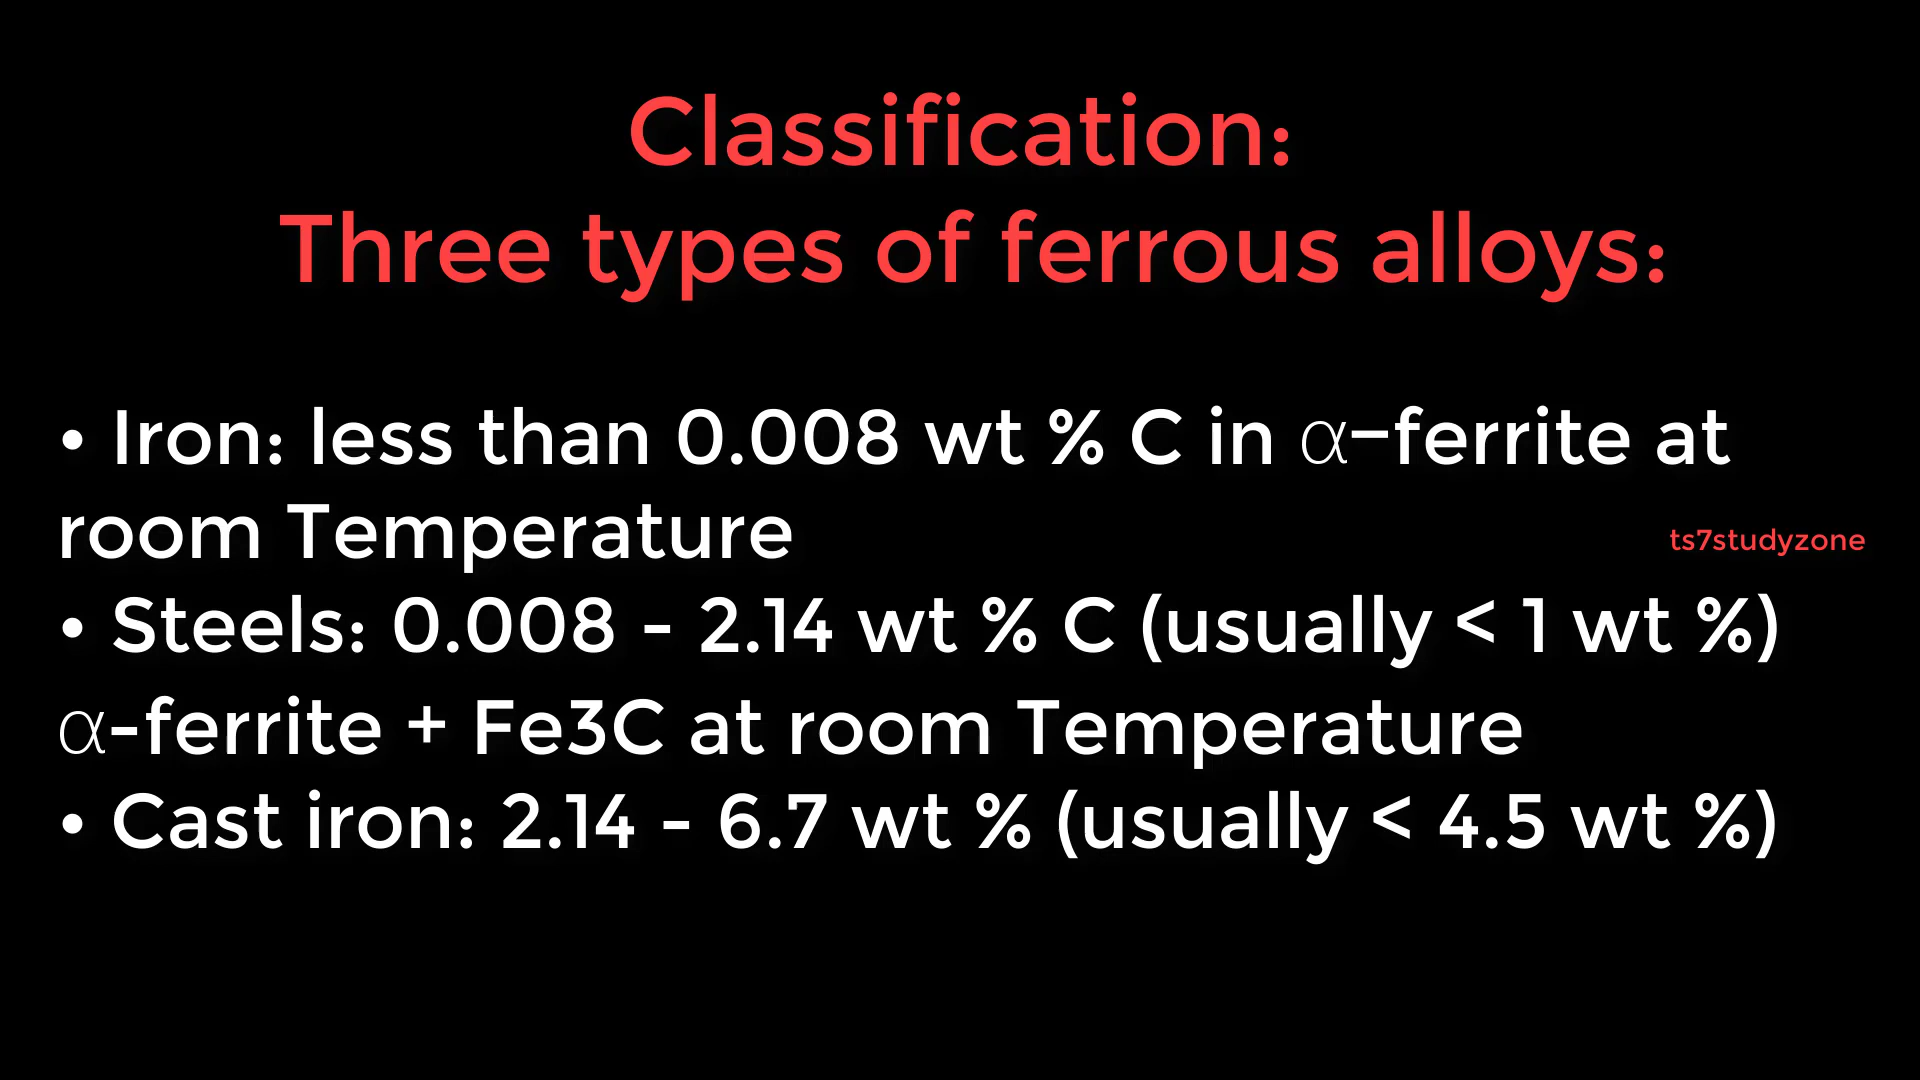 Classification:
Three types of ferrous alloys:
• Iron: less than 0.008 wt % C in α−ferrite at
room Temperature
ts7studyzone
• Steels: 0.008 - 2.14 wt % C (usually < 1 wt %)
α-ferrite + Fe3C at room Temperature
• Cast iron: 2.14 - 6.7 wt % (usually < 4.5 wt %)